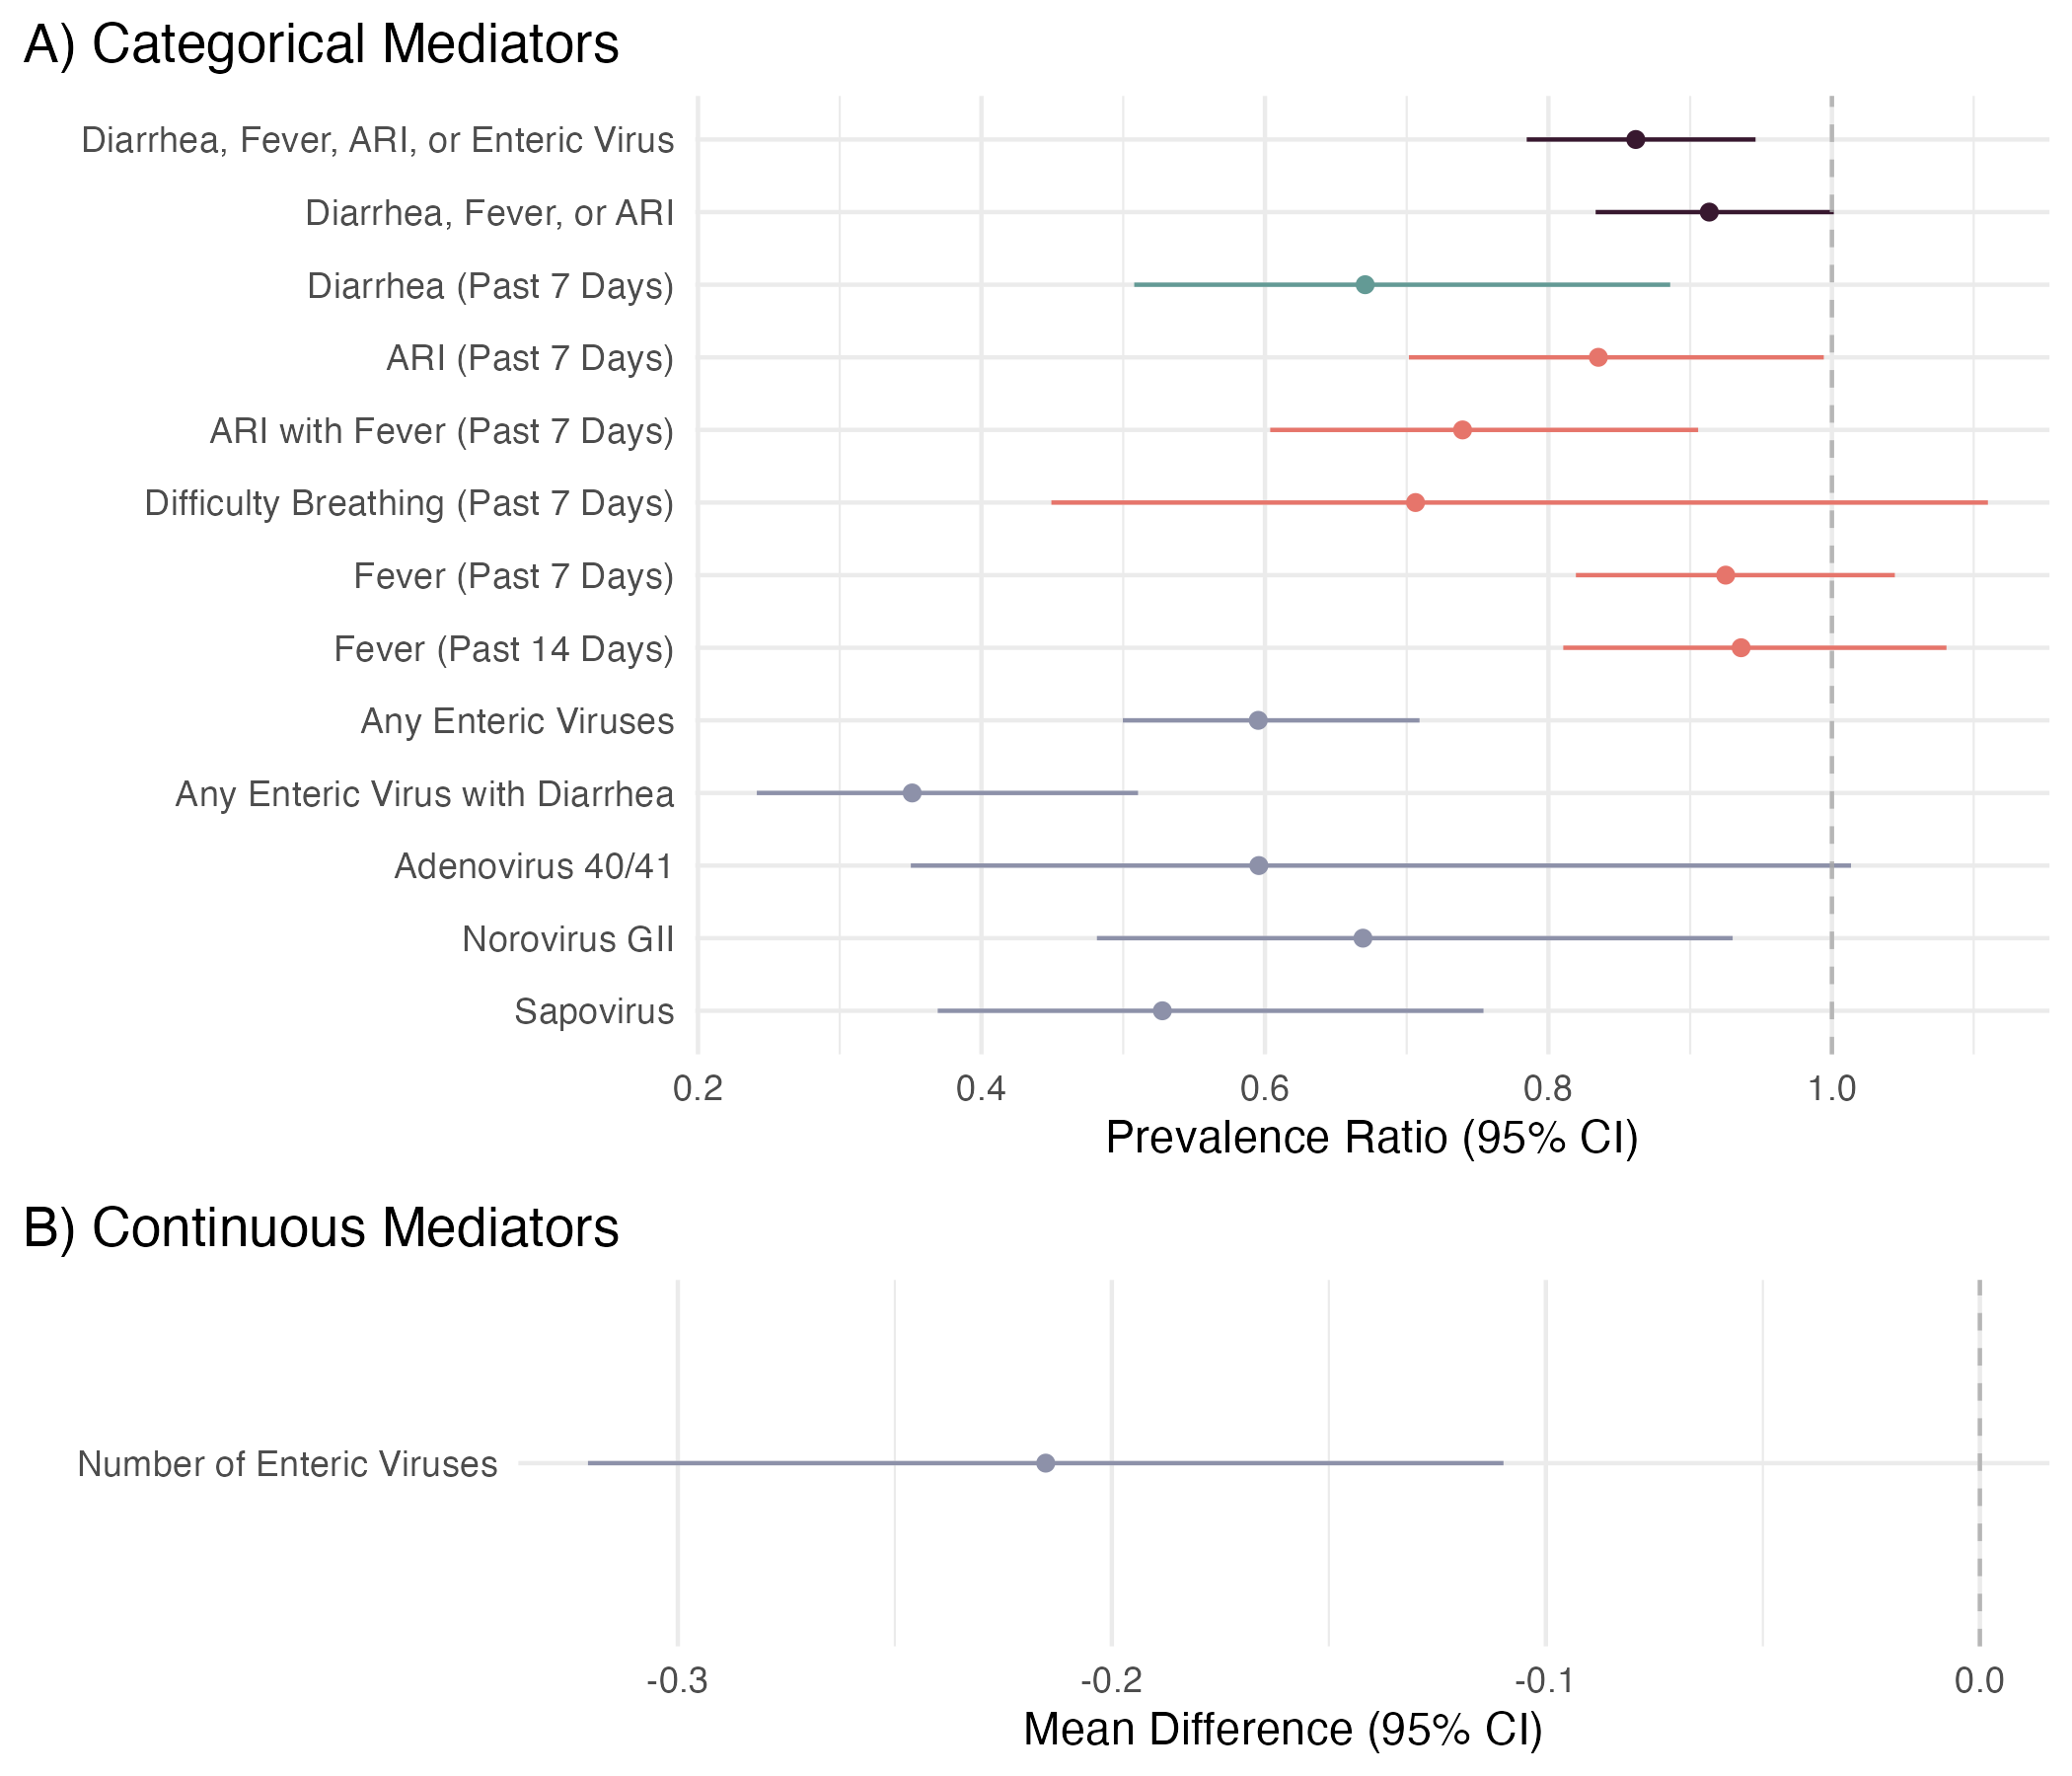 A) Categorical Mediators
Diarrhea, Fever, ARI, or Enteric Virus
Diarrhea, Fever, or ARI
Diarrhea (Past 7 Days)
ARI (Past 7 Days)
ARI with Fever (Past 7 Days)
Difficulty Breathing (Past 7 Days)
Fever (Past 7 Days)
Fever (Past 14 Days)
Any Enteric Viruses
Any Enteric Virus with Diarrhea
Adenovirus 40/41
Norovirus GII
Sapovirus
0.2 0.4 0.6 0.8 1.0
Prevalence Ratio (95% CI)
B) Continuous Mediators
Number of Enteric Viruses
-0.3 -0.2 -0.1 0.0
Mean Difference (95% CI)